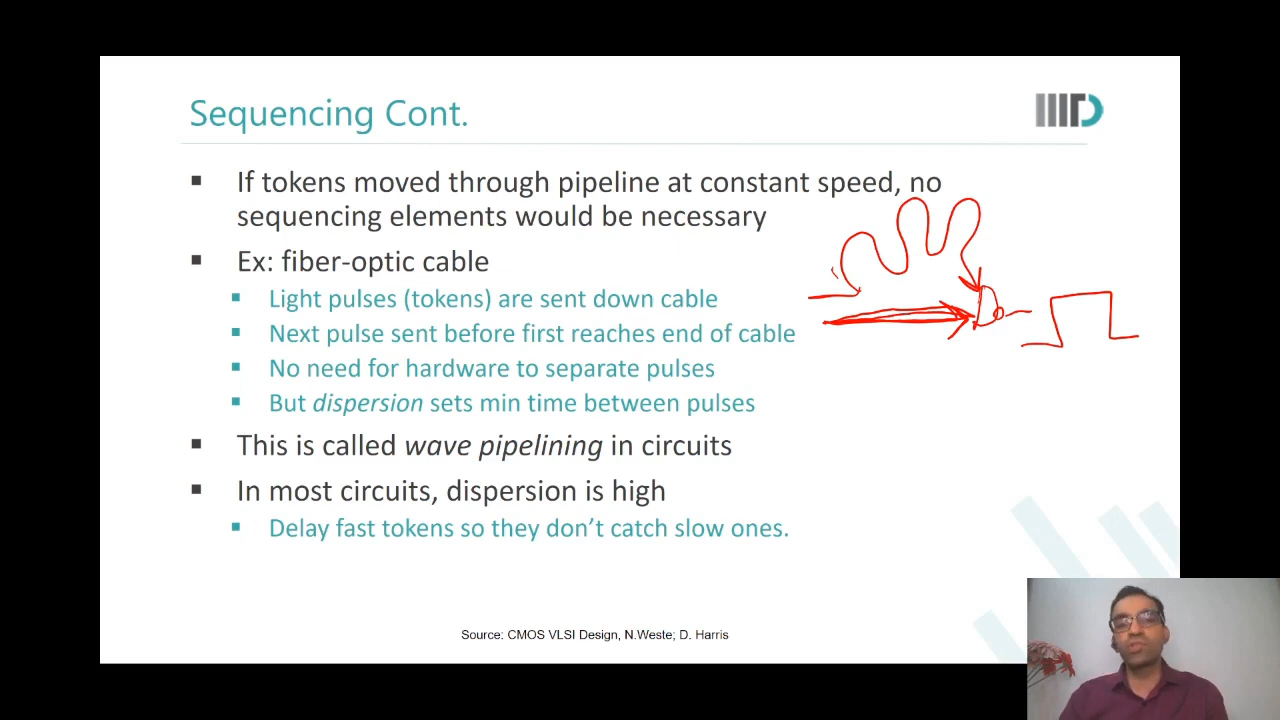 Sequencing Cont.
If tokens moved through pipeline at constant speed, no
sequencing elements would be necessary
Ex: fiber-optic cable
Light pulses (tokens) are sent down cable
Next pulse sent before first reaches end of cable
No need for hardware to separate pulses
But dispersion sets min time between pulses
This is called wave pipelining in circuits
In most circuits, dispersion is high
Delay fast tokens so they don’t catch slow ones.
Source: CMOS VLSI Design, N.Weste; D. Harris